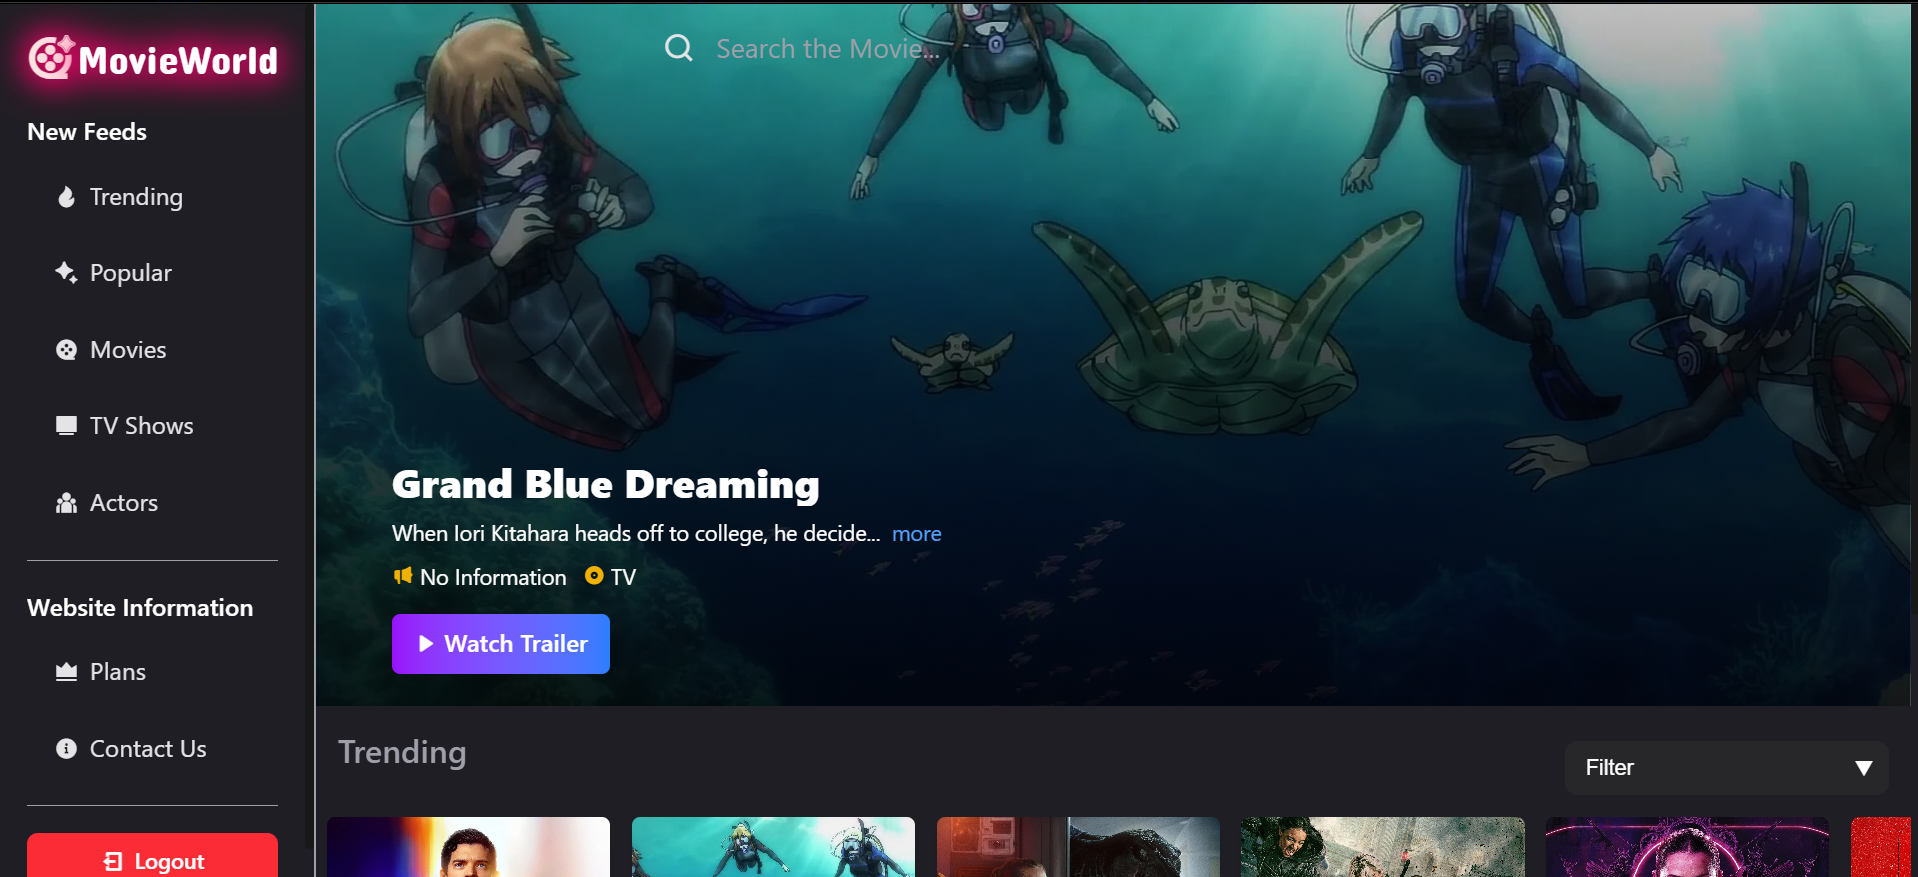 MovieWorld
New Feeds
Trending
Popular
Movies
TV Shows
Actors
Website Information
Plans
Contact Us
Logout
Search the Movie...
Grand Blue Dreaming
When Iori Kitahara heads off to college, he decide... more
No Information TV
Watch Trailer
Trending
Filter